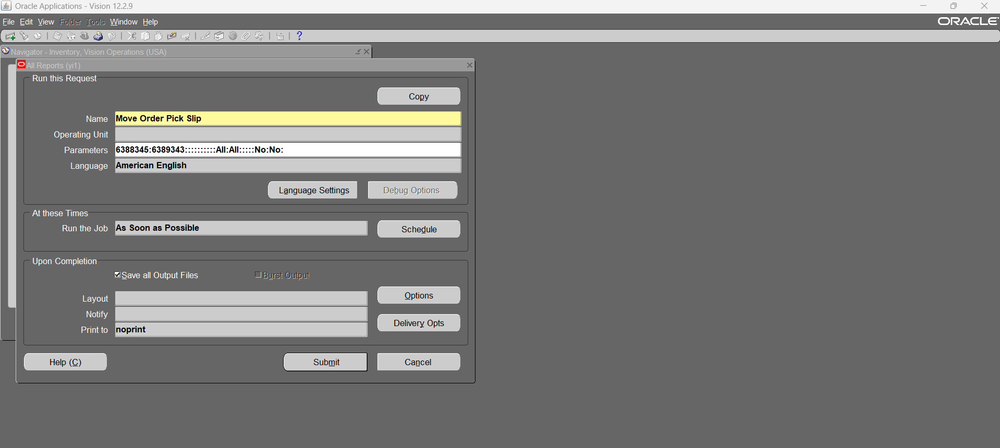 Oracle Applications - Vision 12.2.9
File Edit View Folder Tools Window Help
ORACLE
Navigator - Inventory, Vision Operations (USA)
All Reports (yi1)
Run this Request
Copy
Name Move Order Pick Slip
Operating Unit
Parameters 6388345:6389343::::::::::All:All:::::No:No:
Language American English
Language Settings Debug Options
At these Times
Run the Job As Soon as Possible Schedule
Upon Completion
Save all Output Files Burst Output
Layout
Options
Notify
Delivery Opts
Print to noprint
Help (C) Submit Cancel